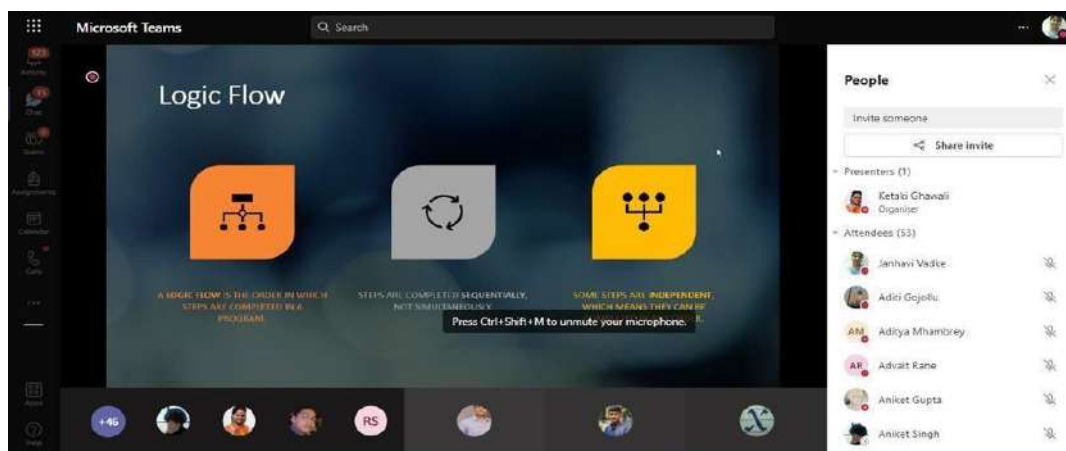 Microsoft Teams
Search
123
Activity
Chat
Teams
Assignments
Calendar
Calls
Apps
Help
Logic Flow
A LOGIC FLOW IS THE ORDER IN WHICH
STEPS ARE COMPLETED IN A
PROGRAM.
STEPS ARE COMPLETED SEQUENTIALLY,
NOT SIMULTANEOUSLY
SOME STEPS ARE INDEPENDENT,
WHICH MEANS THEY CAN BE
Press Ctrl+Shift+M to unmute your microphone.
+46
RS
People
Invite someone
Share invite
Presenters (1)
Ketaki Ghawali
Organiser
Attendees (53)
Janhavi Vadke
Aditi Gojollu
AM
Aditya Mhambrey
AR
Advait Rane
Aniket Gupta
Aniket Singh